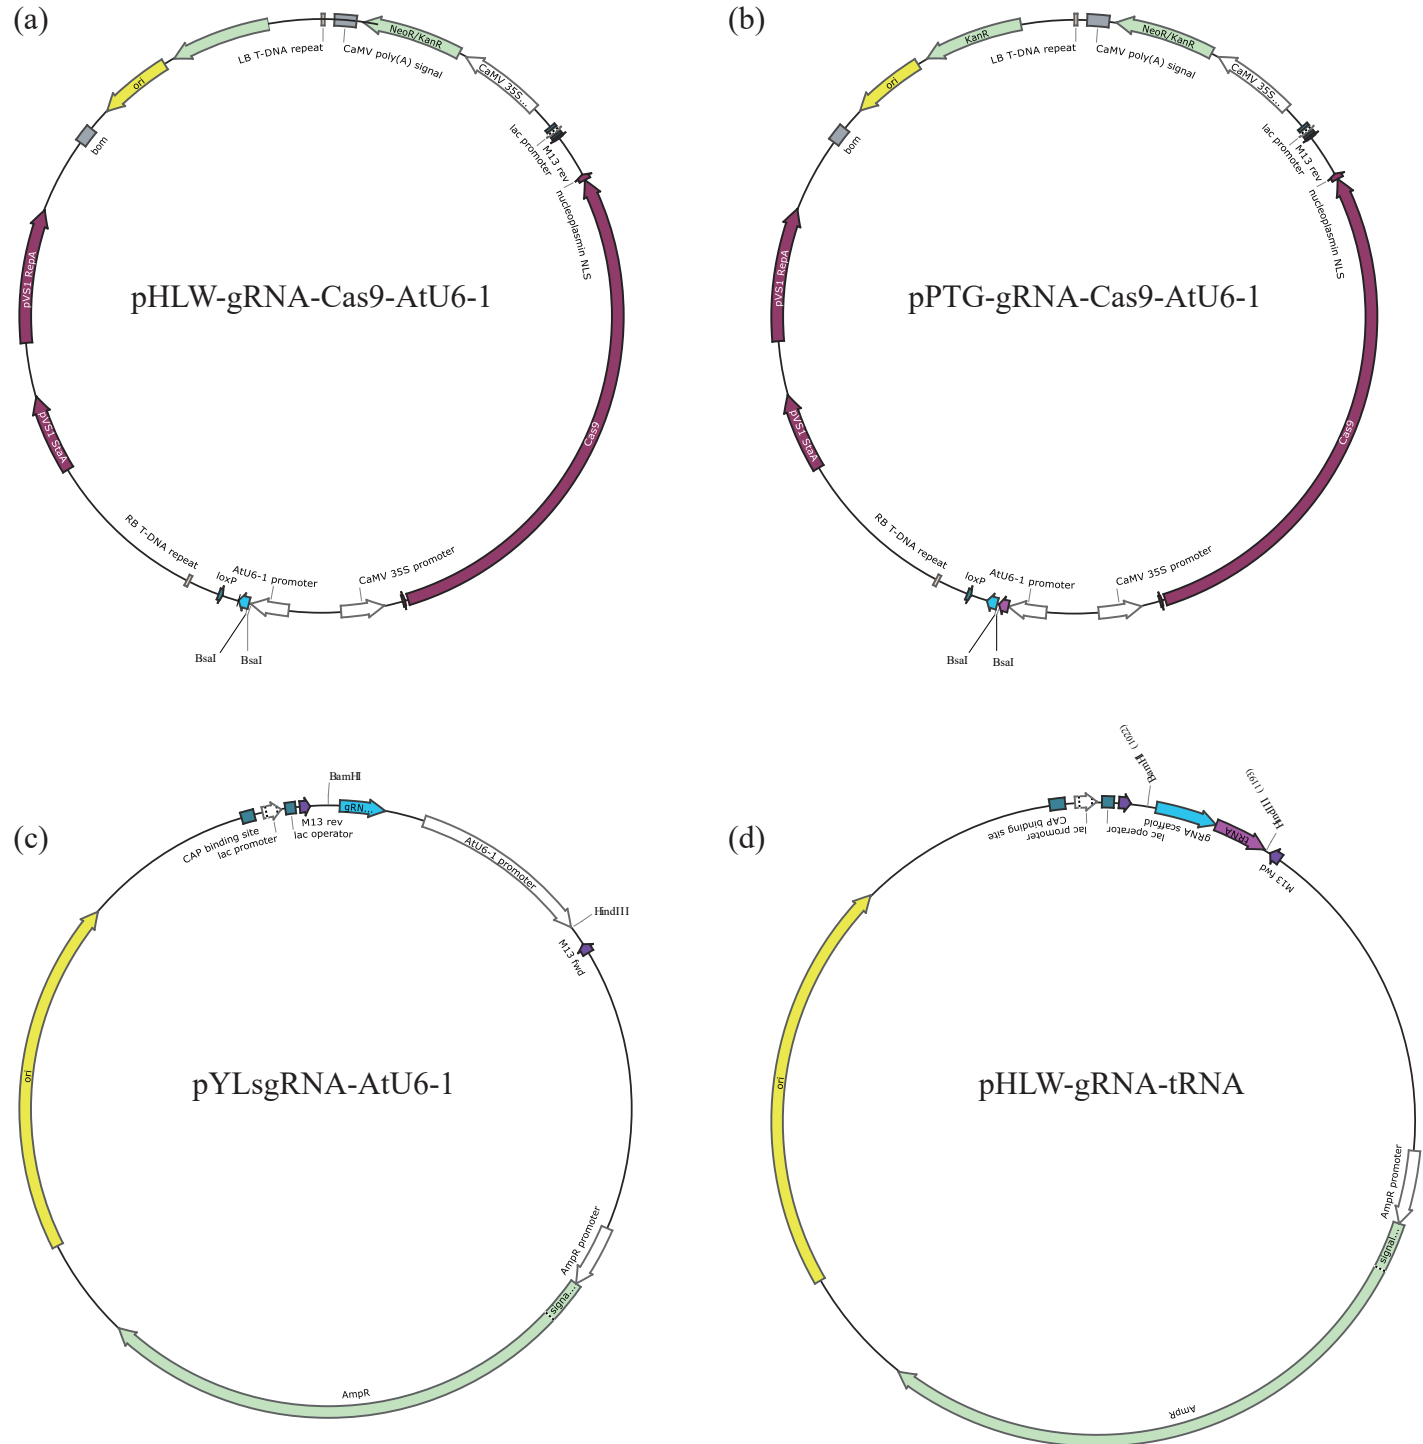 (a)
LB T-DNA repeat
CaMV poly(A) signal
NeoR/KanR
CaMV 35S...
lac promoter
M13 rev
nucleoplasmin NLS
ori
bom
pVS1 RepA
pHLW-gRNA-Cas9-AtU6-1
pVS1 StaA
Cas9
RB T-DNA repeat
loxP
AtU6-1 promoter
CaMV 35S promoter
BsaI
BsaI
(b)
KanR
LB T-DNA repeat
CaMV poly(A) signal
NeoR/KanR
CaMV 35S...
lac promoter
M13 rev
nucleoplasmin NLS
ori
bom
pVS1 RepA
pPTG-gRNA-Cas9-AtU6-1
pVS1 StaA
Cas9
RB T-DNA repeat
loxP
AtU6-1 promoter
CaMV 35S promoter
BsaI
BsaI
(c)
BamHI
gRN...
M13 rev
lac operator
CAP binding site
lac promoter
AtU6-1 promoter
HindIII
M13 fwd
ori
pYLsgRNA-AtU6-1
AmpR promoter
signa...
AmpR
(d)
BamHI (1022)
HindIII (1193)
CAP binding site
lac promoter
lac operator
gRNA scaffold
tRNA
M13 fwd
ori
pHLW-gRNA-tRNA
AmpR promoter
signal...
AmpR